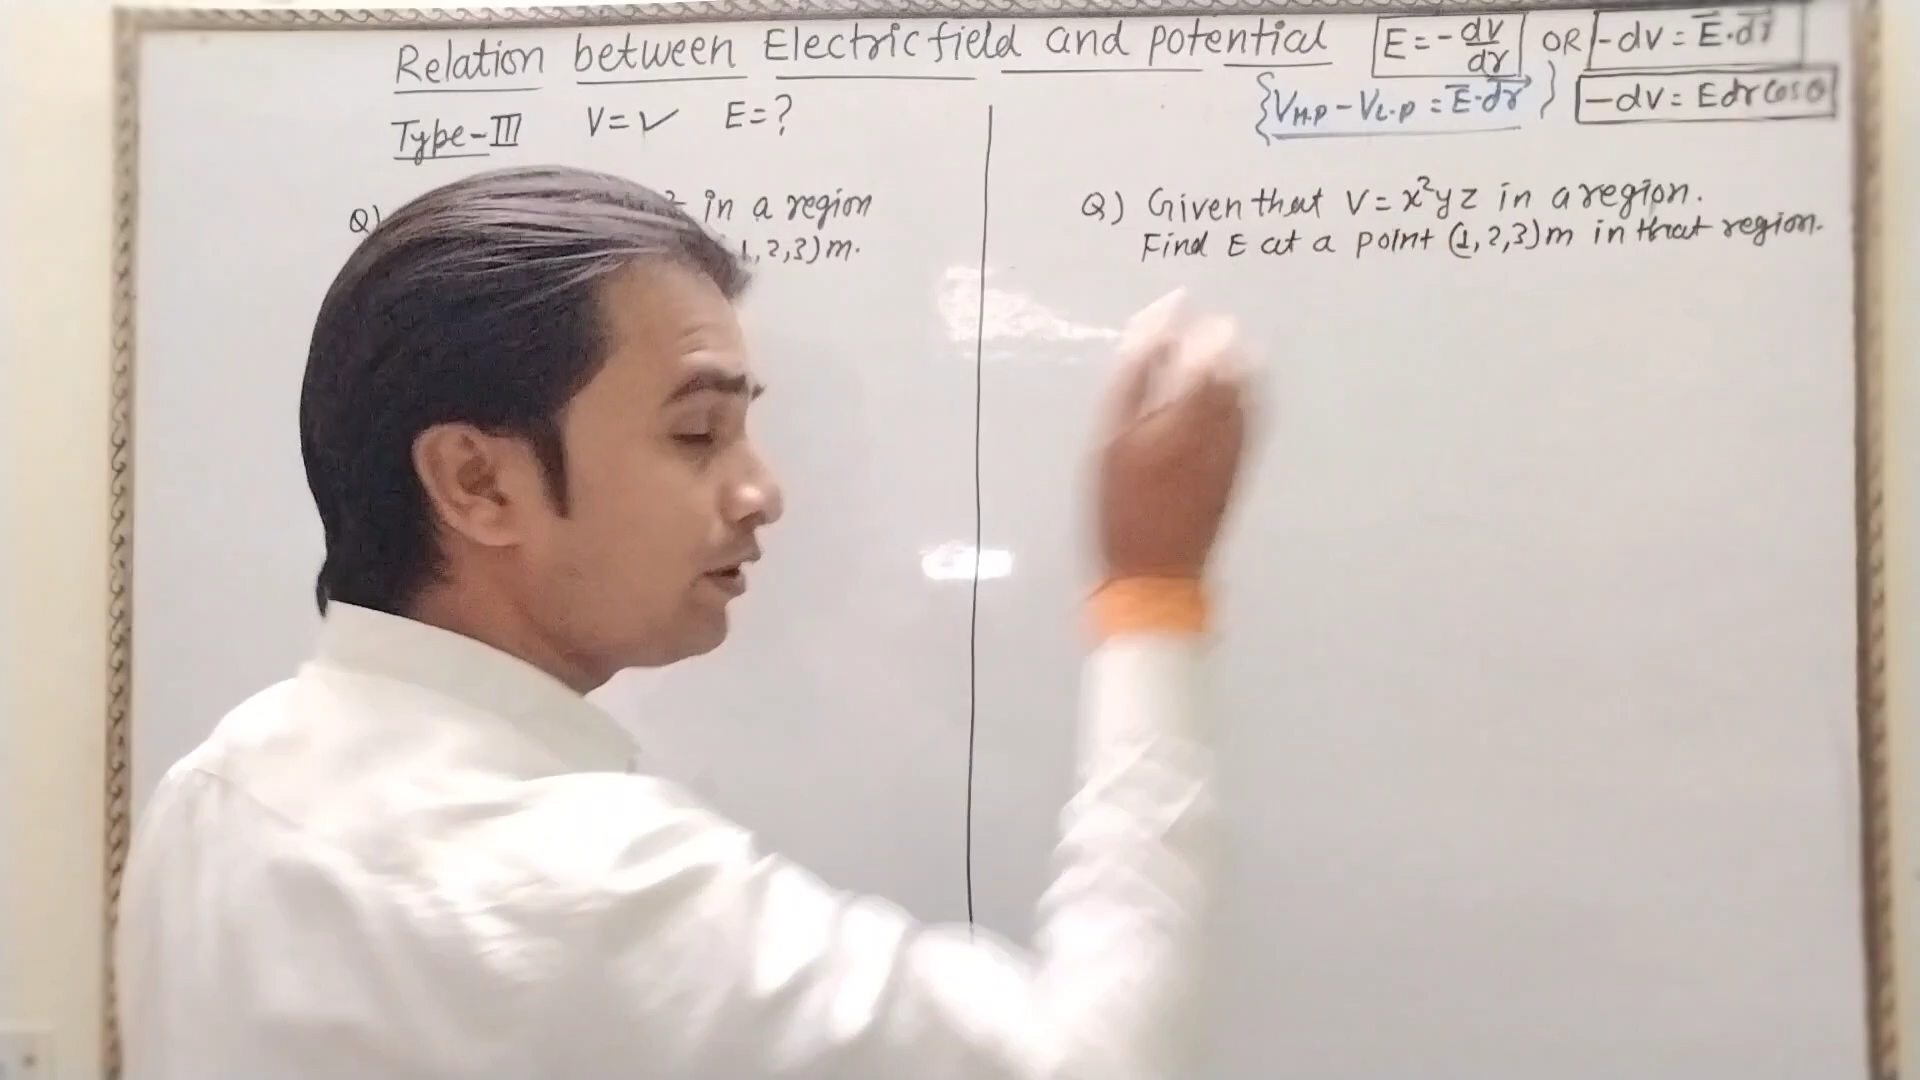 Relation between Electric field and potential
E = -dv/dr OR -dv = E⃗·dr⃗
{V_H.P - V_L.P = E⃗·dr⃗}
-dv = Edr cosθ
Type-III V=✓ E=?
Q) in a region
1,2,3)m.
Q) Given that V = x²yz in a region.
Find E at a point (1,2,3)m in that region.